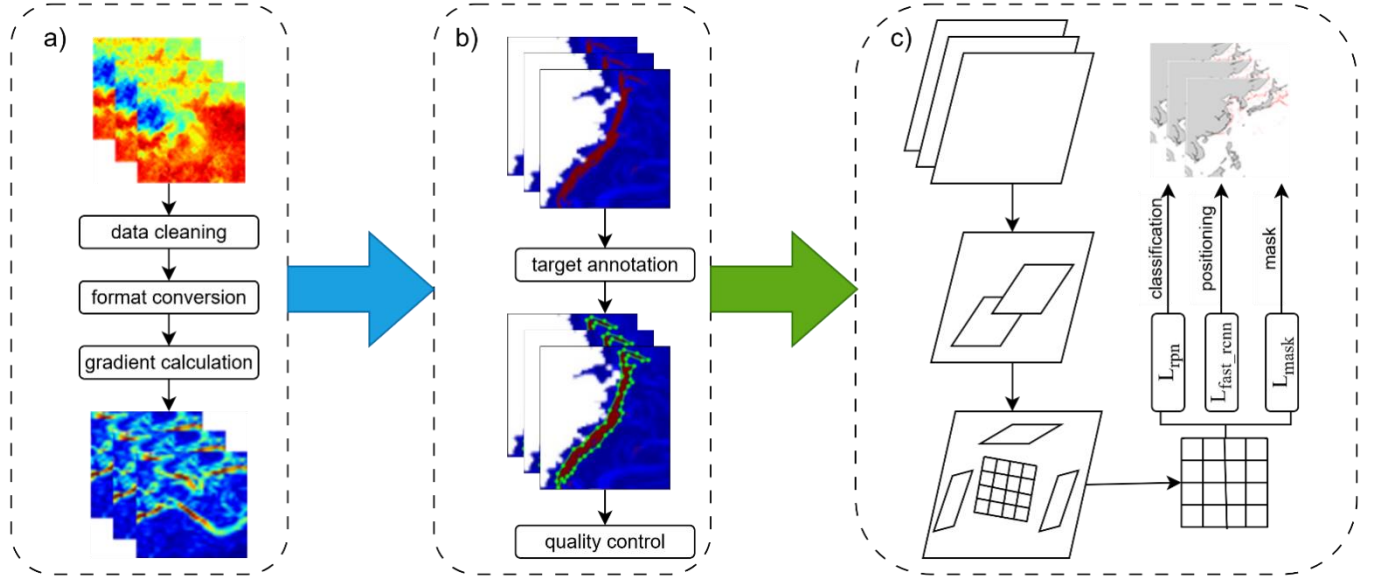 a)
data cleaning
format conversion
gradient calculation
b)
target annotation
quality control
c)
classification
positioning
mask
L_rpn
L_fast_rcnn
L_mask